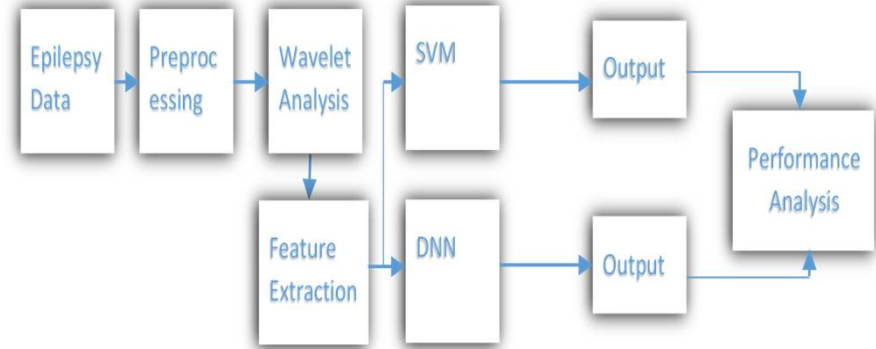 Epilepsy
Data
Preproc
essing
Wavelet
Analysis
SVM
Output
Feature
Extraction
DNN
Output
Performance
Analysis